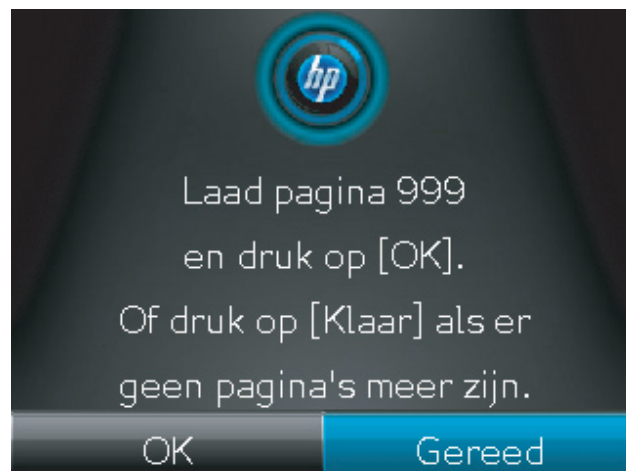 hp
Laad pagina 999
en druk op [OK].
Of druk op [Klaar] als er
geen pagina's meer zijn.
OK
Gereed